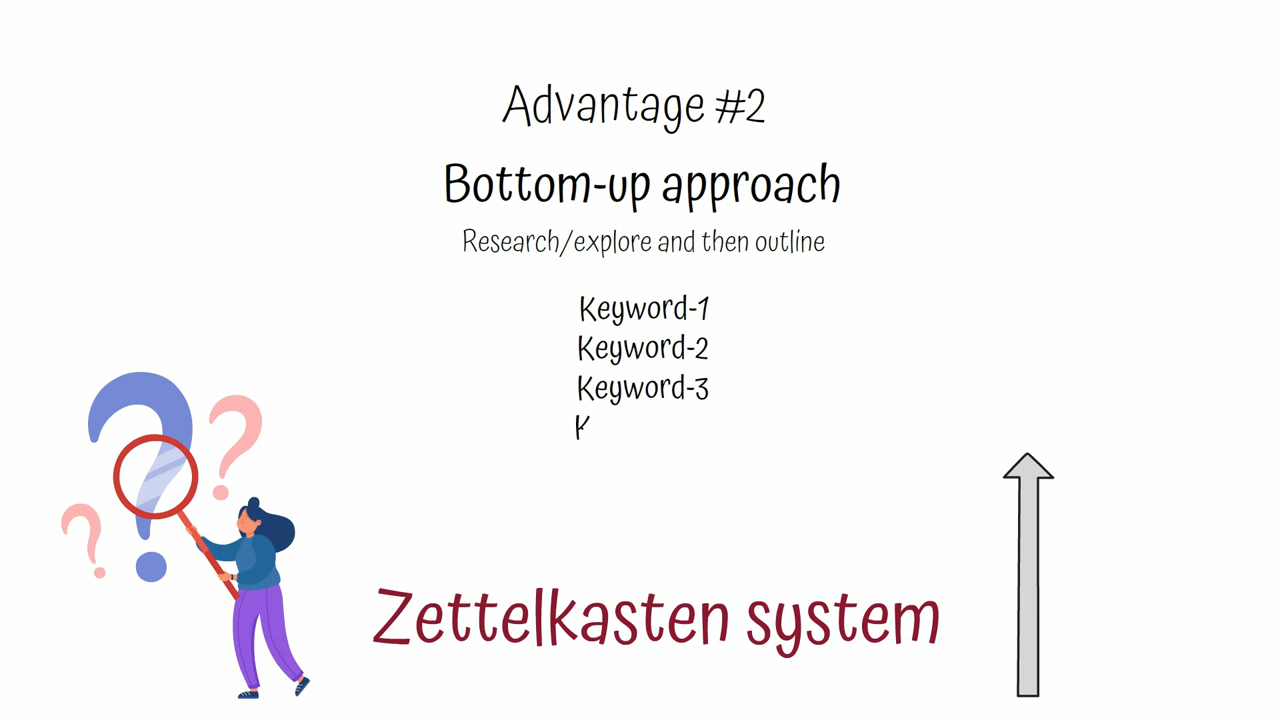 Advantage #2
Bottom-up approach
Research/explore and then outline
Keyword-1
Keyword-2
Keyword-3
K
Zettelkasten system